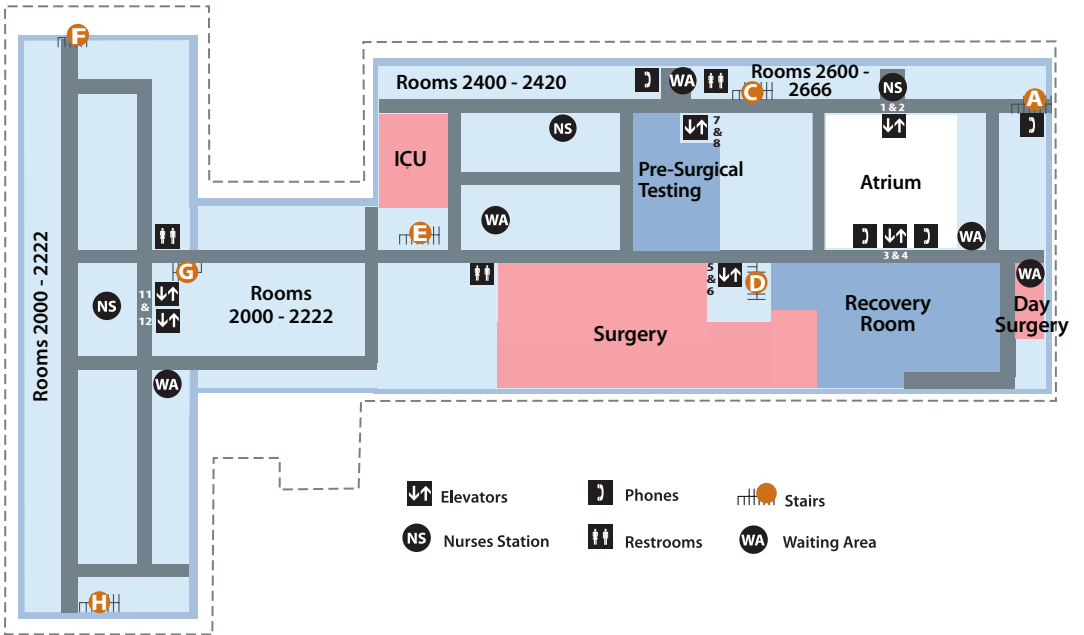 F
Rooms 2400 - 2420
WA
Rooms 2600 -
2666
C
NS
A
1 & 2
NS
7
&
8
ICU
Pre-Surgical
Testing
Atrium
WA
E
WA
3 & 4
Rooms 2000 - 2222
G
NS
11
&
12
Rooms
2000 - 2222
5
&
6
D
WA
Surgery
Recovery
Room
Day
Surgery
WA
H
Elevators
Phones
Stairs
NS
Nurses Station
Restrooms
WA
Waiting Area